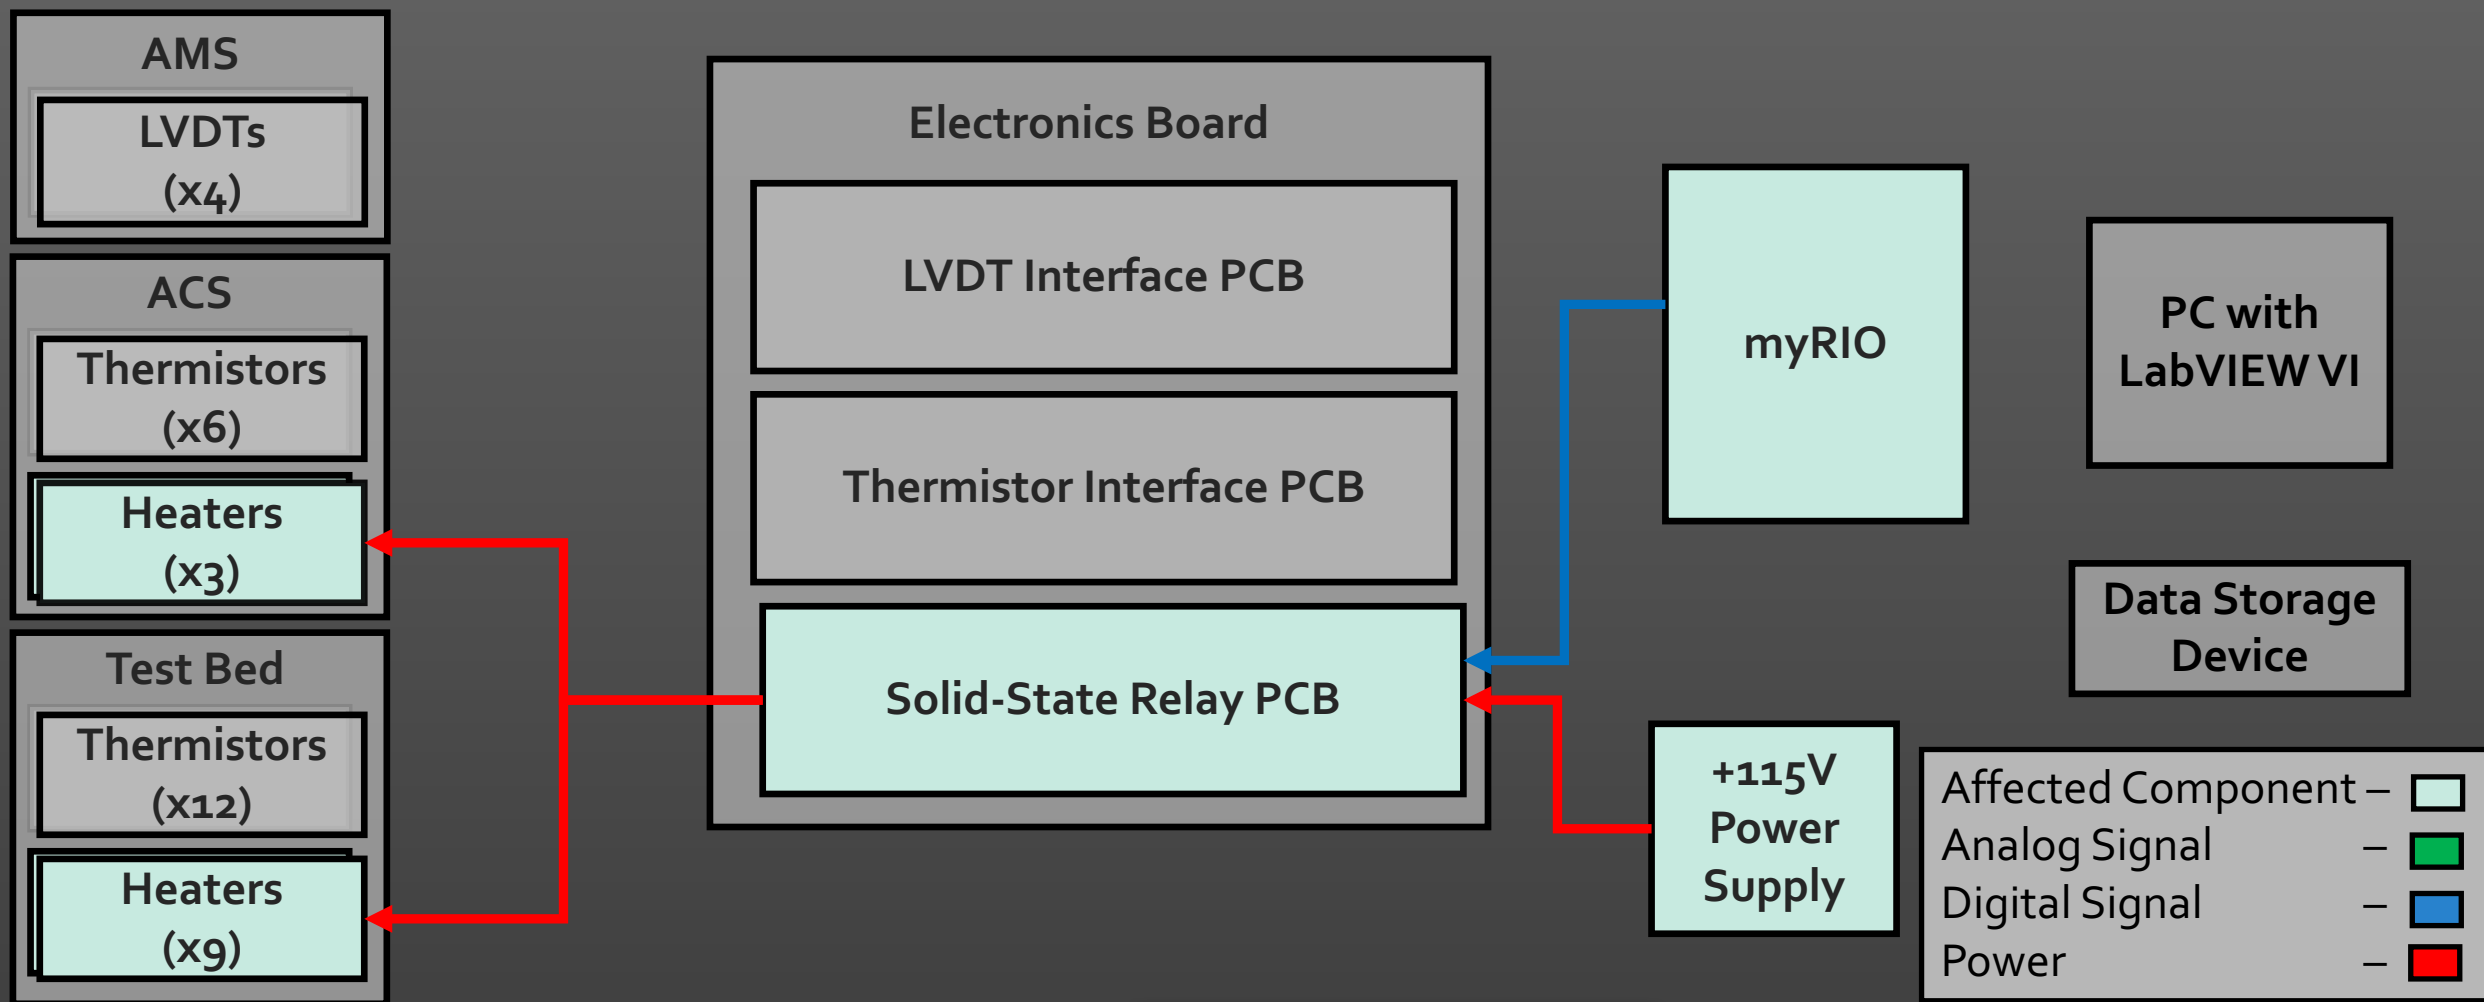 AMS
LVDTs
(x4)
ACS
Thermistors
(x6)
Heaters
(x3)
Test Bed
Thermistors
(x12)
Heaters
(x9)
Electronics Board
LVDT Interface PCB
Thermistor Interface PCB
Solid-State Relay PCB
myRIO
+115V
Power
Supply
PC with
LabVIEW VI
Data Storage
Device
Affected Component –
Analog Signal –
Digital Signal –
Power –